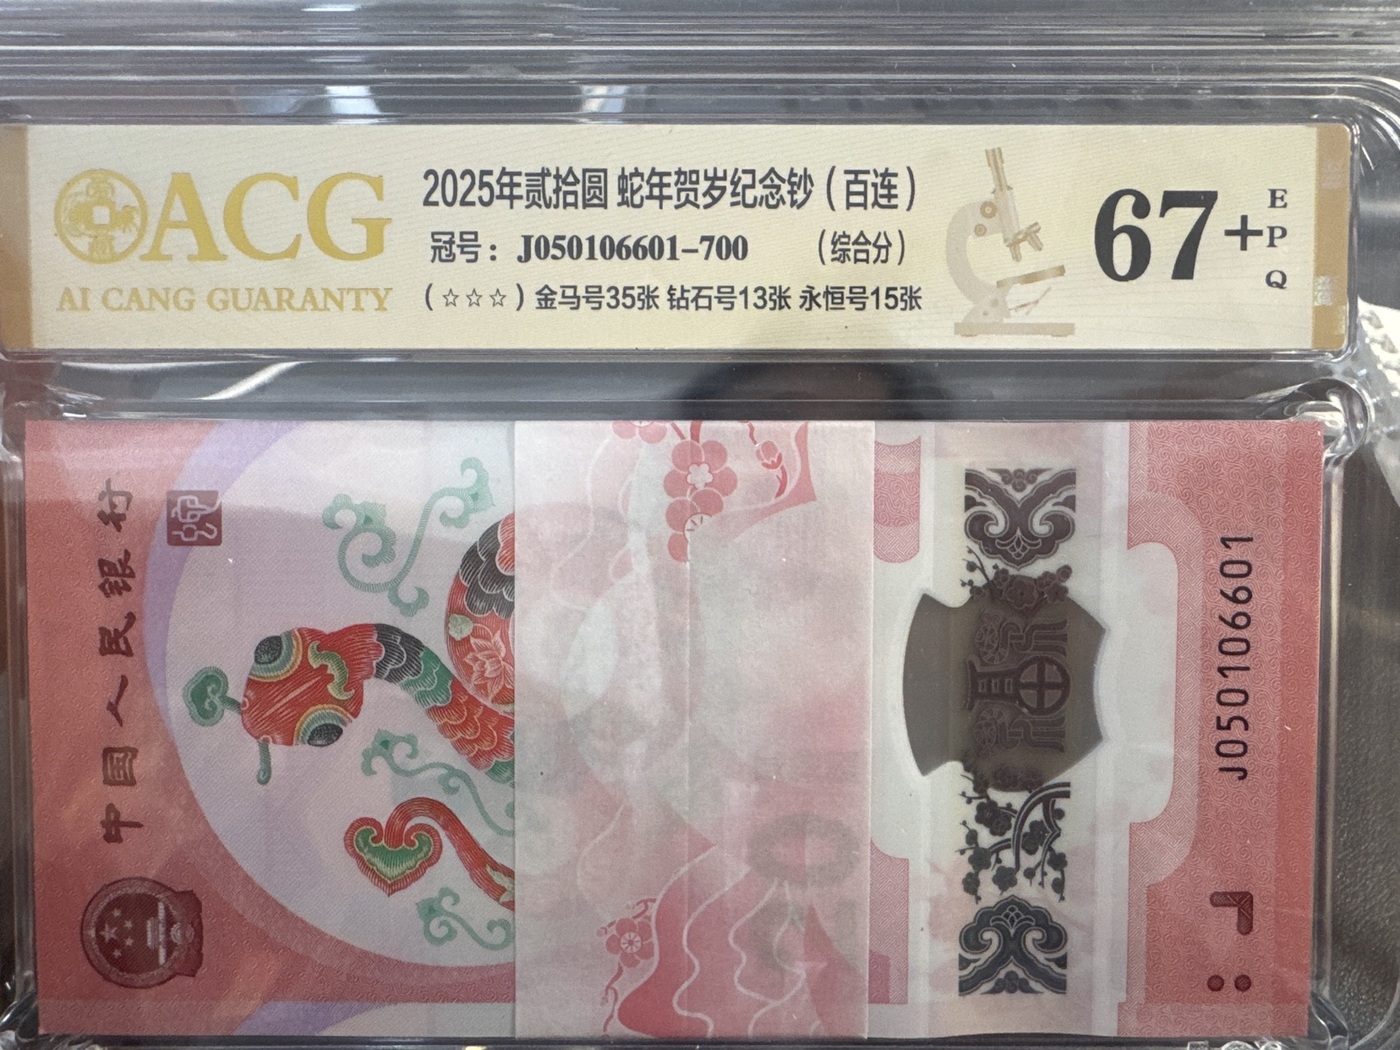 ACG
AI CANG GUARANTY
2025年贰拾圆 蛇年贺岁纪念钞（百连）
冠号：J050106601-700 （综合分）
（☆☆☆）金马号35张 钻石号13张 永恒号15张
67+
EPQ
中国人民银行
J050106601